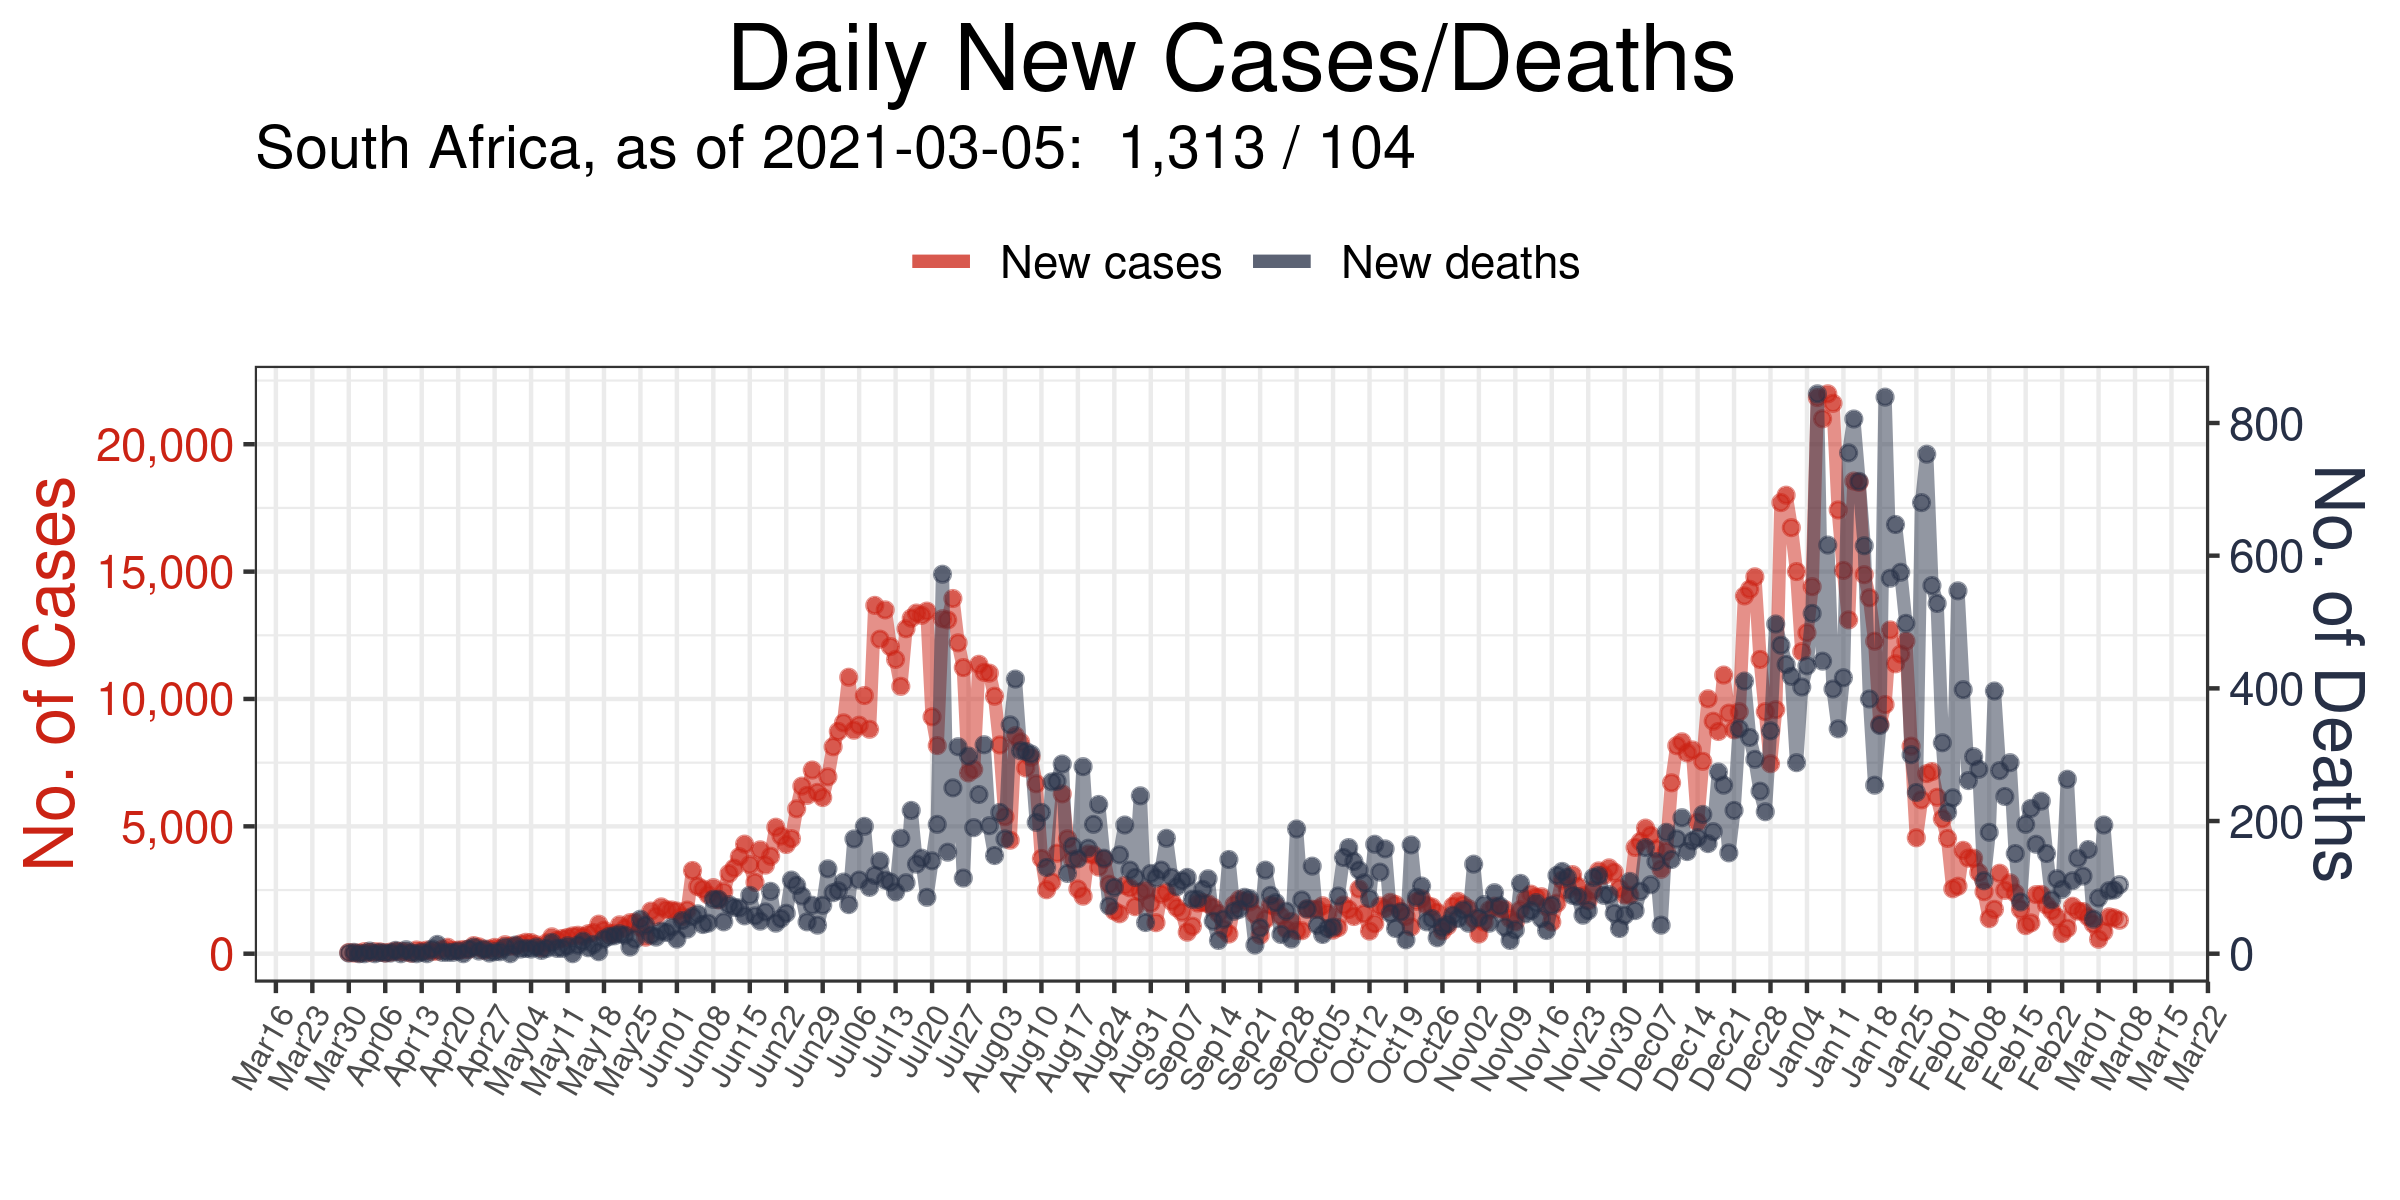 Daily New Cases/Deaths
South Africa, as of 2021-03-05: 1,313 / 104
New cases
New deaths
No. of Cases
20,000
15,000
10,000
5,000
0
800
600
400
200
0
No. of Deaths
Mar16
Mar23
Mar30
Apr06
Apr13
Apr20
Apr27
May04
May11
May18
May25
Jun01
Jun08
Jun15
Jun22
Jun29
Jul06
Jul13
Jul20
Jul27
Aug03
Aug10
Aug17
Aug24
Aug31
Sep07
Sep14
Sep21
Sep28
Oct05
Oct12
Oct19
Oct26
Nov02
Nov09
Nov16
Nov23
Nov30
Dec07
Dec14
Dec21
Dec28
Jan04
Jan11
Jan18
Jan25
Feb01
Feb08
Feb15
Feb22
Mar01
Mar08
Mar15
Mar22